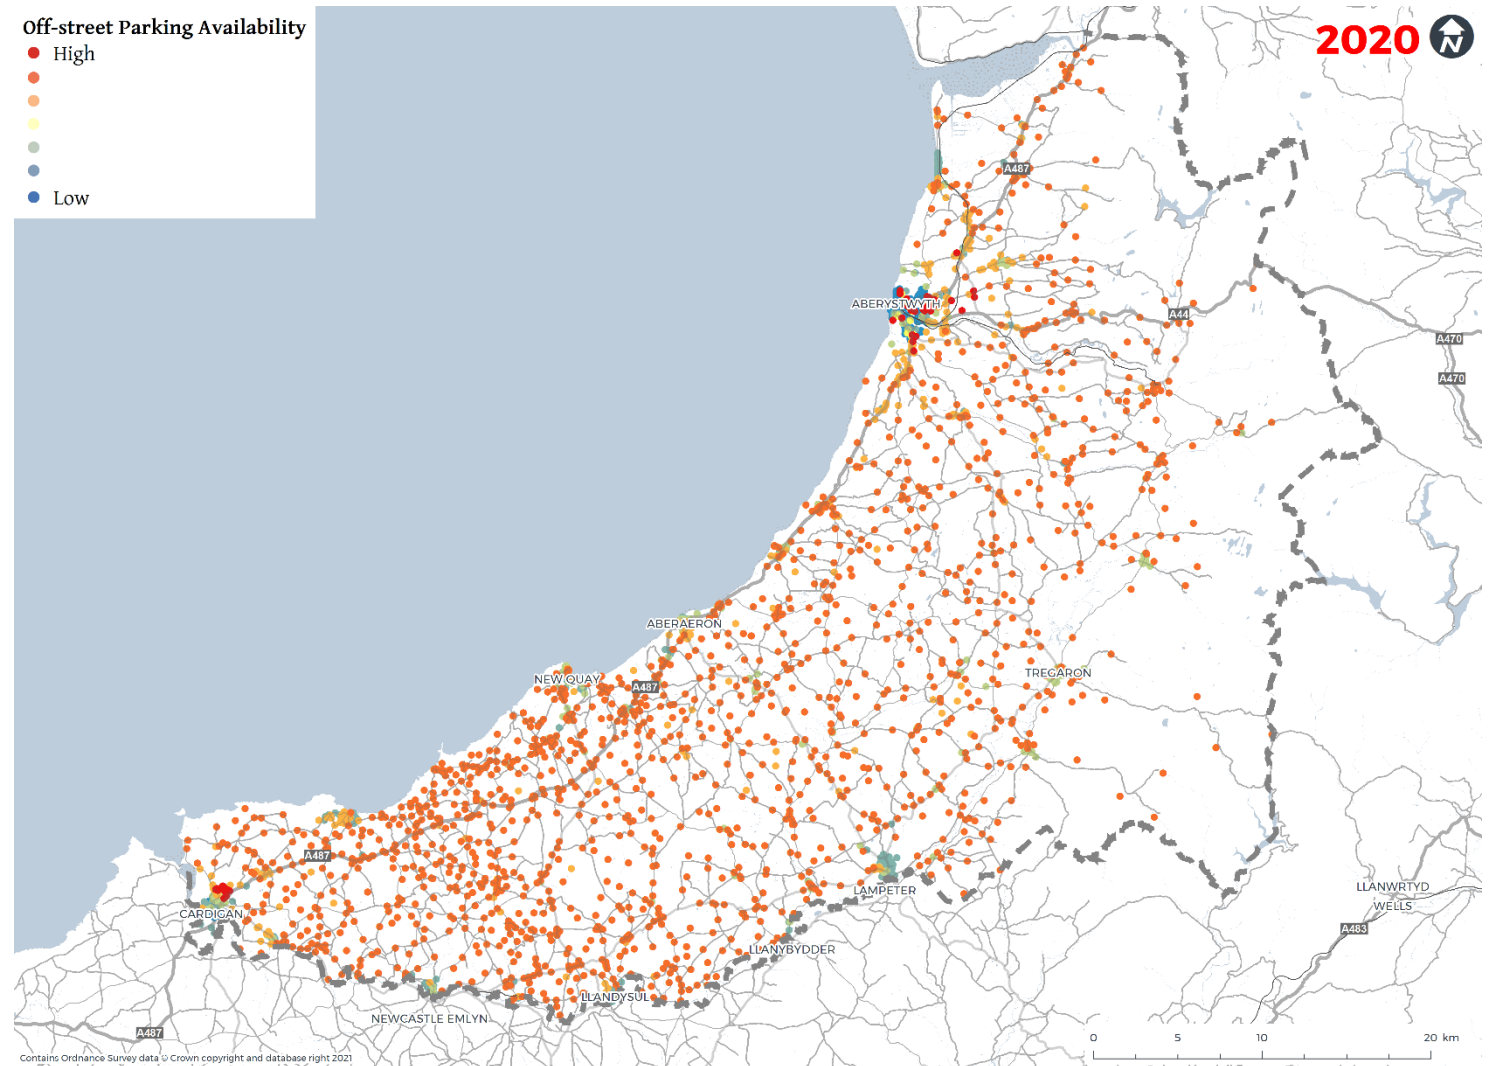 Off-street Parking Availability
High
Low
2020
N
A487
ABERYSTWYTH
A44
A470
A470
ABERAERON
NEW QUAY
A487
TREGARON
A487
LAMPETER
LLANWRTYD
WELLS
CARDIGAN
A483
LLANYBYDDER
LLANDYSUL
NEWCASTLE EMLYN
A487
0 5 10 20 km
Contains Ordnance Survey data © Crown copyright and database right 2021